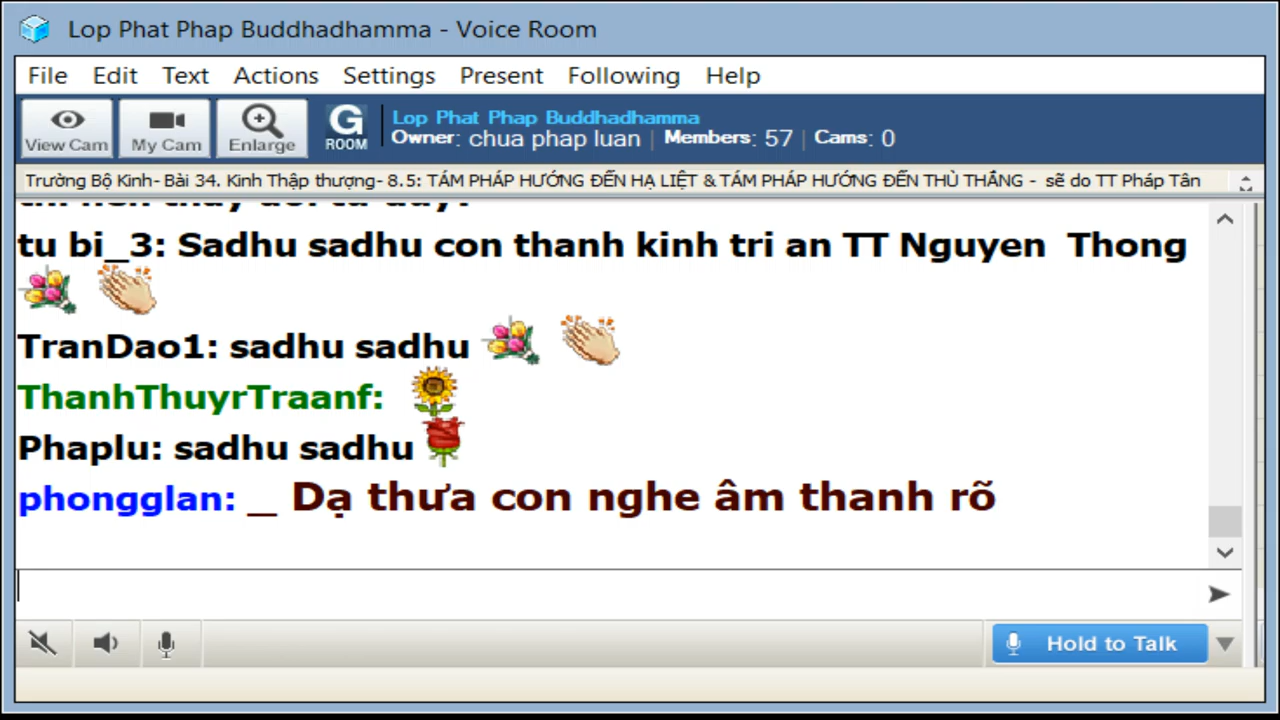 Lop Phat Phap Buddhadhamma - Voice Room
File Edit Text Actions Settings Present Following Help
View Cam My Cam Enlarge G ROOM
Lop Phat Phap Buddhadhamma
Owner: chua phap luan | Members: 57 | Cams: 0
Trường Bộ Kinh- Bài 34. Kinh Thập thượng- 8.5: TÁM PHÁP HƯỚNG ĐẾN HẠ LIỆT & TÁM PHÁP HƯỚNG ĐẾN THÙ THẮNG - sẽ do TT Pháp Tân
tu bi_3: Sadhu sadhu con thanh kinh tri an TT Nguyen Thong
TranDao1: sadhu sadhu
ThanhThuyrTraanf:
Phaplu: sadhu sadhu
phongglan: _ Dạ thưa con nghe âm thanh rõ
Hold to Talk